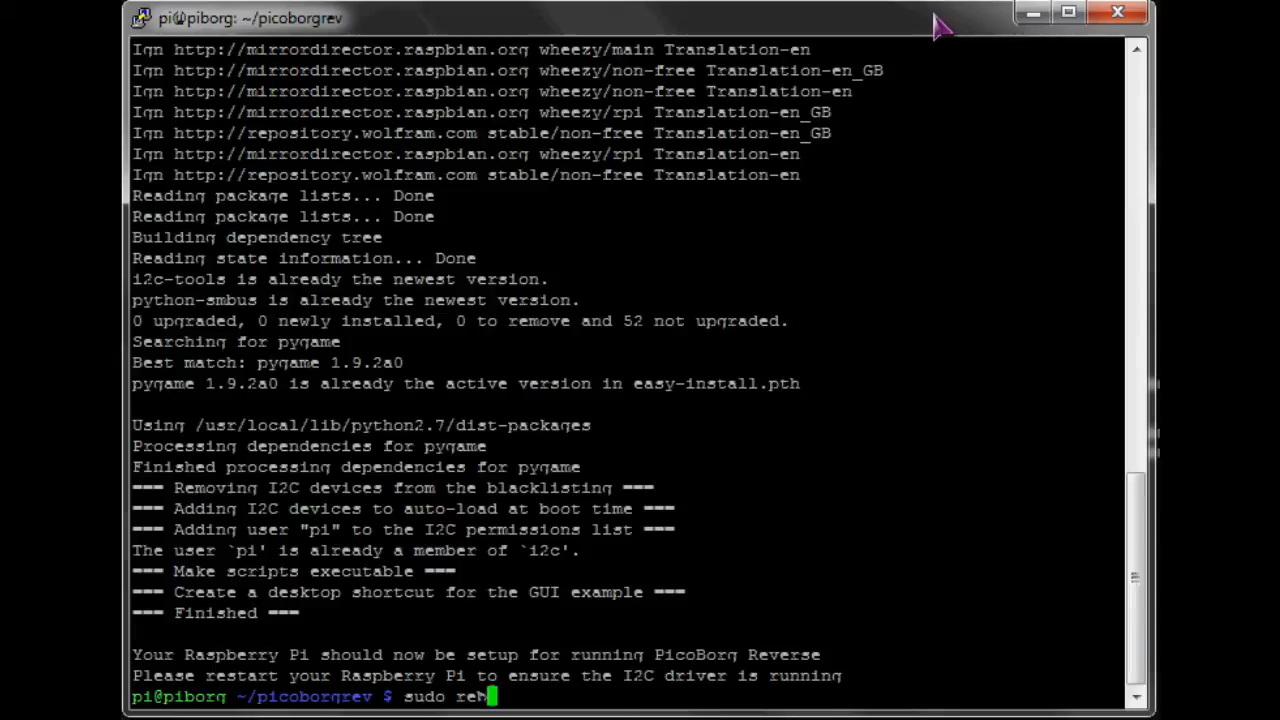 pi@piborg: ~/picoborgrev
Ign http://mirrordirector.raspbian.org wheezy/main Translation-en
Ign http://mirrordirector.raspbian.org wheezy/non-free Translation-en_GB
Ign http://mirrordirector.raspbian.org wheezy/non-free Translation-en
Ign http://mirrordirector.raspbian.org wheezy/rpi Translation-en_GB
Ign http://repository.wolfram.com stable/non-free Translation-en_GB
Ign http://mirrordirector.raspbian.org wheezy/rpi Translation-en
Ign http://repository.wolfram.com stable/non-free Translation-en
Reading package lists... Done
Reading package lists... Done
Building dependency tree
Reading state information... Done
i2c-tools is already the newest version.
python-smbus is already the newest version.
0 upgraded, 0 newly installed, 0 to remove and 52 not upgraded.
Searching for pygame
Best match: pygame 1.9.2a0
pygame 1.9.2a0 is already the active version in easy-install.pth
Using /usr/local/lib/python2.7/dist-packages
Processing dependencies for pygame
Finished processing dependencies for pygame
=== Removing I2C devices from the blacklisting ===
=== Adding I2C devices to auto-load at boot time ===
=== Adding user "pi" to the I2C permissions list ===
The user `pi' is already a member of `i2c'.
=== Make scripts executable ===
=== Create a desktop shortcut for the GUI example ===
=== Finished ===
Your Raspberry Pi should now be setup for running PicoBorg Reverse
Please restart your Raspberry Pi to ensure the I2C driver is running
pi@piborg ~/picoborgrev $ sudo reb